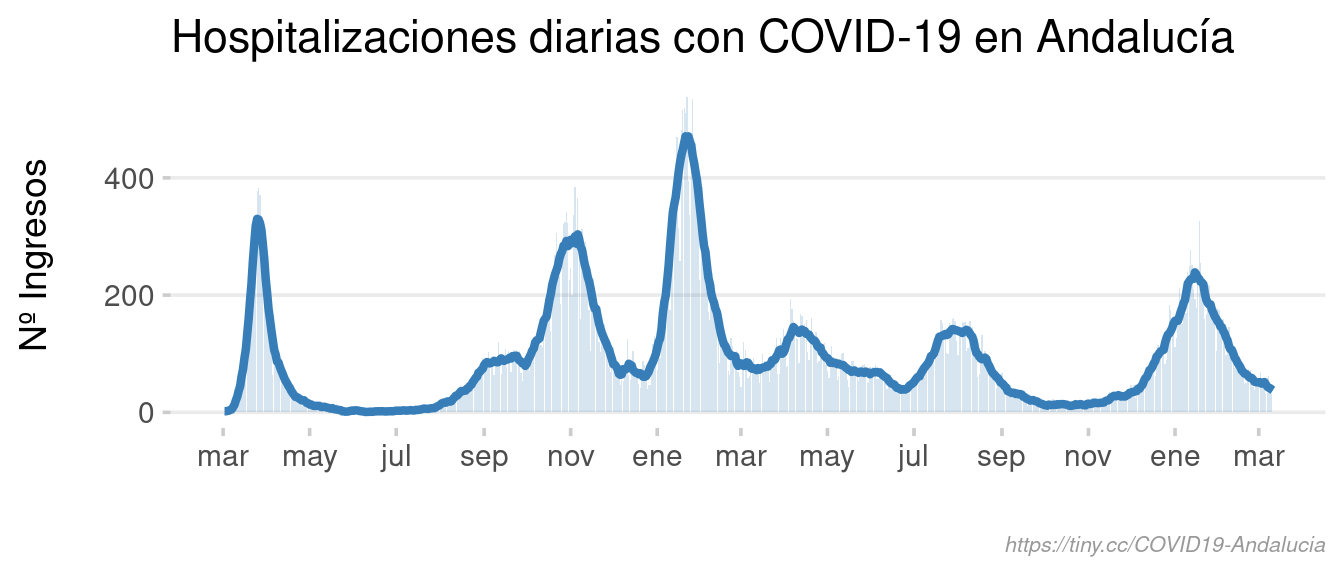 Hospitalizaciones diarias con COVID-19 en Andalucía
Nº Ingresos
400
200
0
mar may jul sep nov ene mar may jul sep nov ene mar
https://tiny.cc/COVID19-Andalucia